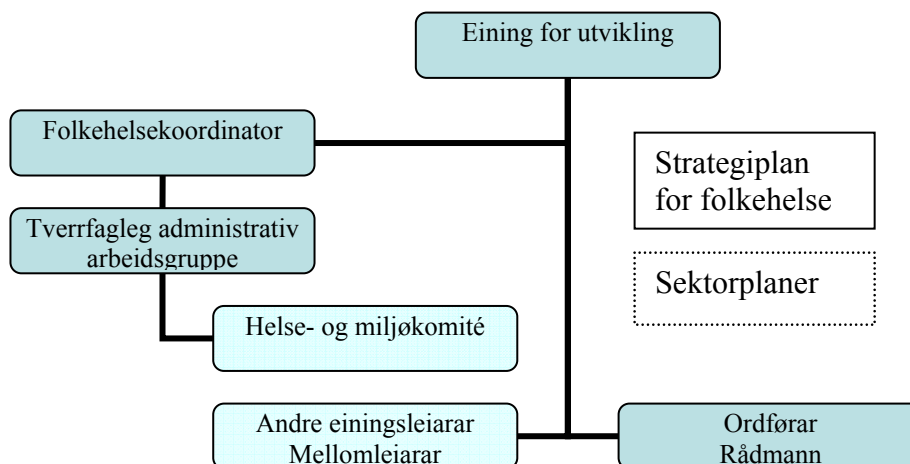 Eining for utvikling
Folkehelsekoordinator
Strategiplan
for folkehelse
Tverrfagleg administrativ
arbeidsgruppe
Sektorplaner
Helse- og miljøkomité
Andre einingsleiarar
Mellomleiarar
Ordførar
Rådmann